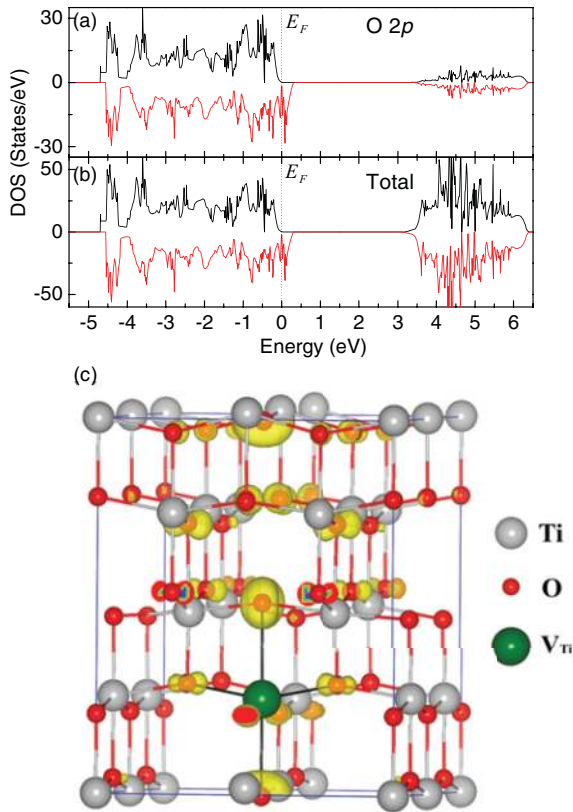 (a)
E_F
O 2p
30
0
-30
DOS (States/eV)
(b)
E_F
Total
50
0
-50
-5 -4 -3 -2 -1 0 1 2 3 4 5 6
Energy (eV)
(c)
Ti
O
V_Ti